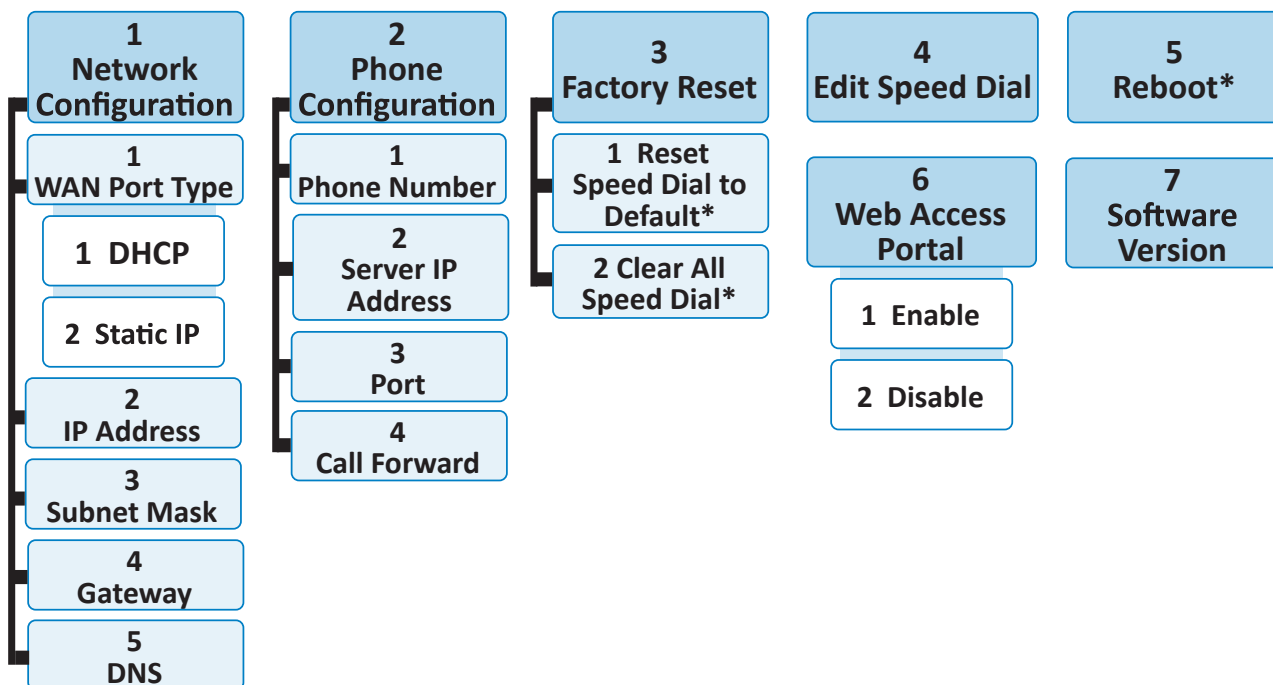 1
Network
Configuration
1
WAN Port Type
1 DHCP
2 Static IP
2
IP Address
3
Subnet Mask
4
Gateway
5
DNS
2
Phone
Configuration
1
Phone Number
2
Server IP
Address
3
Port
4
Call Forward
3
Factory Reset
1 Reset
Speed Dial to
Default*
2 Clear All
Speed Dial*
4
Edit Speed Dial
5
Reboot*
6
Web Access
Portal
1 Enable
2 Disable
7
Software
Version